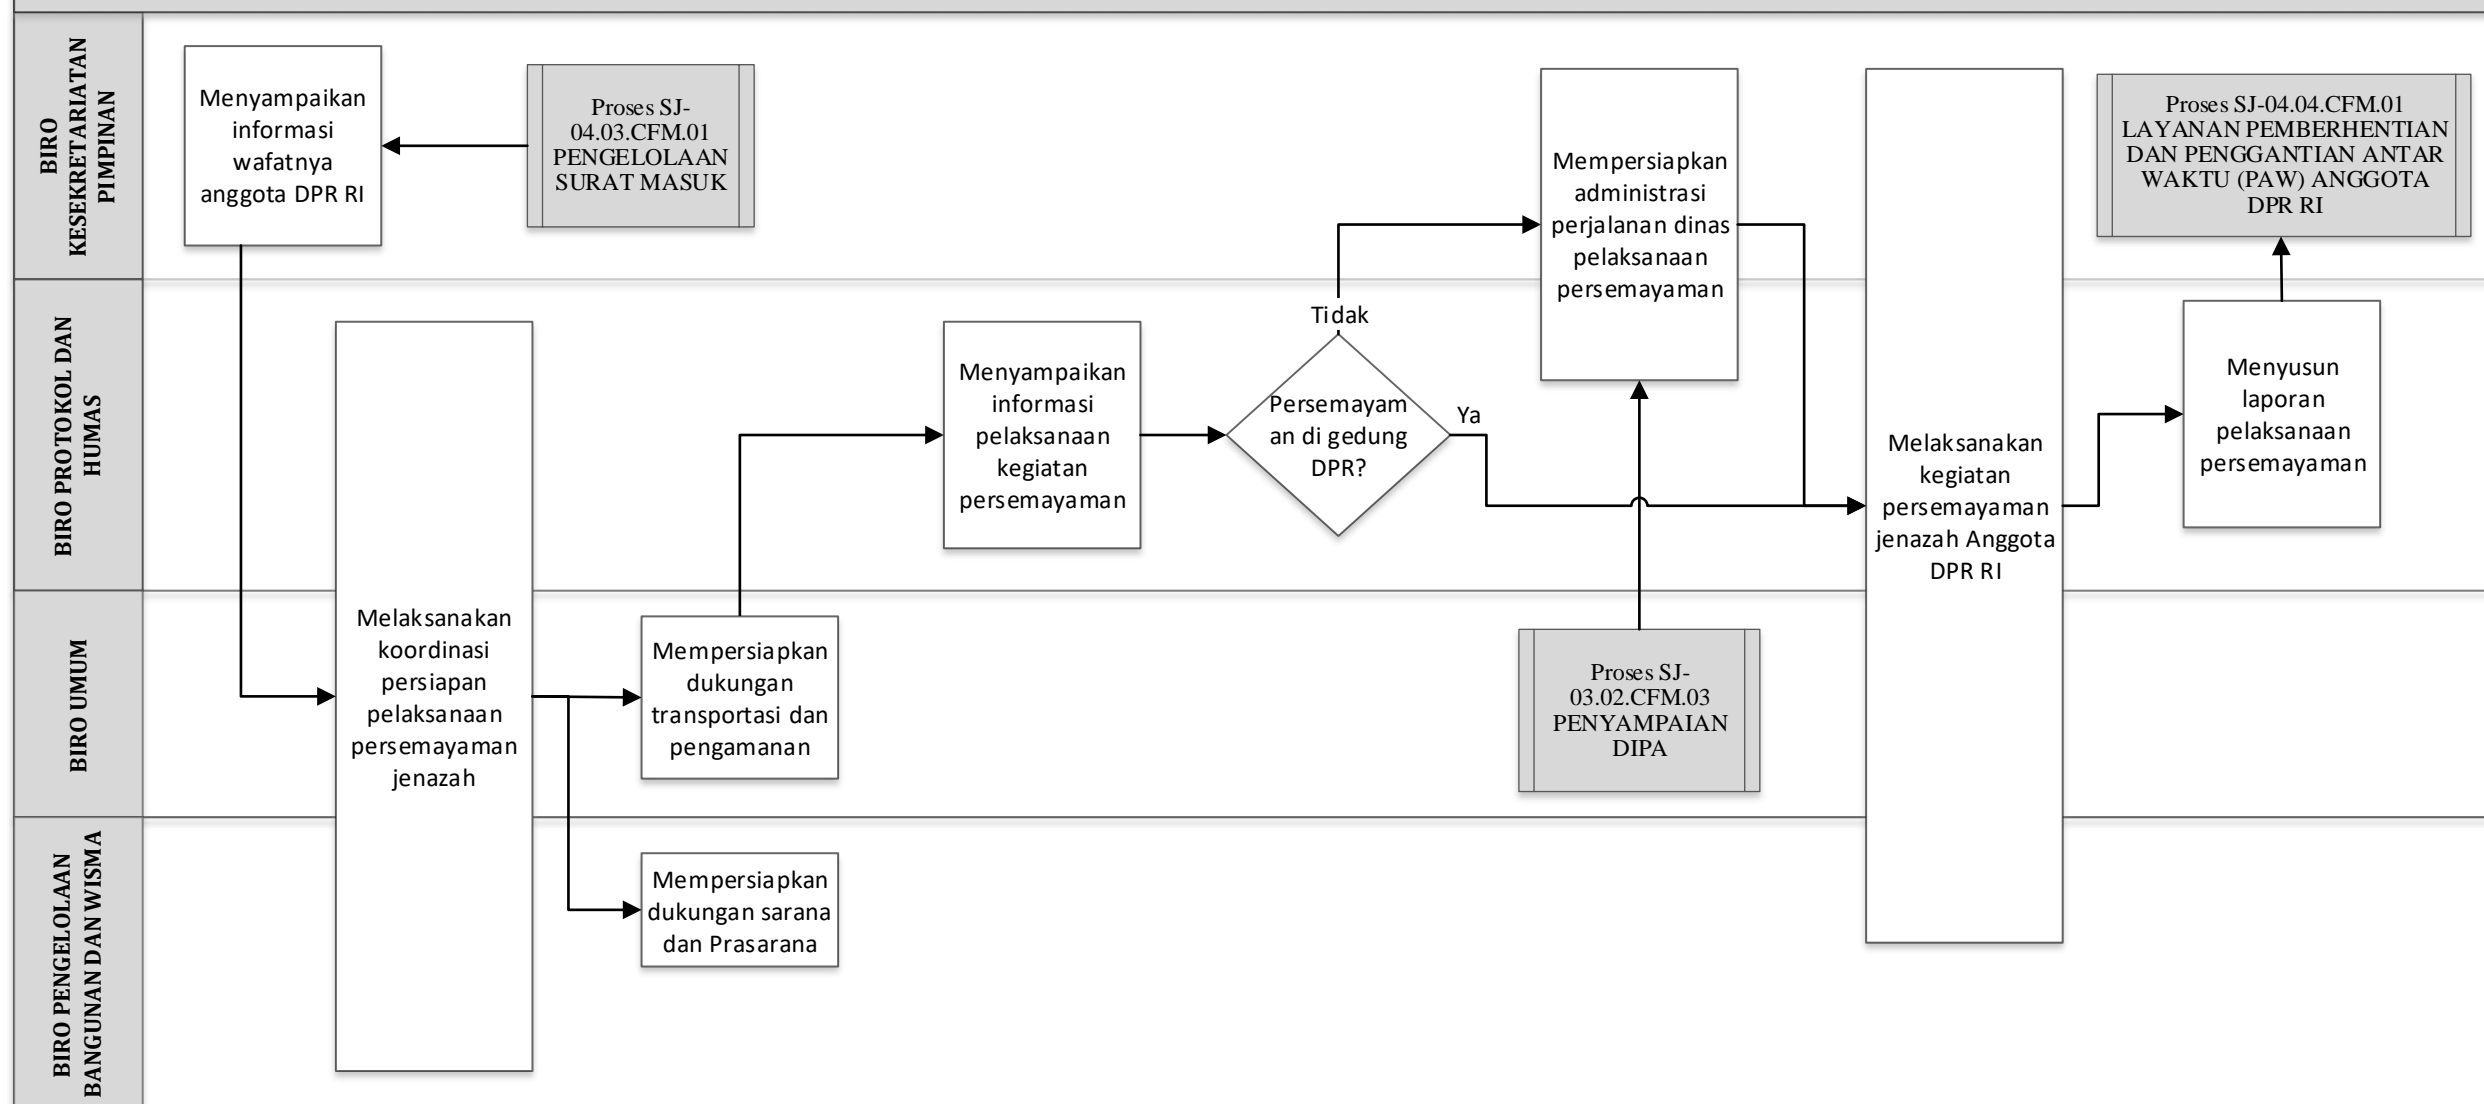 BIRO
KESEKRETARIATAN
PIMPINAN
Menyampaikan
informasi
wafatnya
anggota DPR RI
Proses SJ-
04.03.CFM.01
PENGELOLAAN
SURAT MASUK
Mempersiapkan
administrasi
perjalanan dinas
pelaksanaan
persemayaman
Proses SJ-04.04.CFM.01
LAYANAN PEMBERHENTIAN
DAN PENGGANTIAN ANTAR
WAKTU (PAW) ANGGOTA
DPR RI
BIRO PROTOKOL DAN
HUMAS
Menyampaikan
informasi
pelaksanaan
kegiatan
persemayaman
Tidak
Persemayam
an di gedung
DPR?
Ya
Melaksanakan
kegiatan
persemayaman
jenazah Anggota
DPR RI
Menyusun
laporan
pelaksanaan
persemayaman
BIRO UMUM
Melaksanakan
koordinasi
persiapan
pelaksanaan
persemayaman
jenazah
Mempersiapkan
dukungan
transportasi dan
pengamanan
Proses SJ-
03.02.CFM.03
PENYAMPAIAN
DIPA
BIRO PENGELOLAAN
BANGUNAN DAN WISMA
Mempersiapkan
dukungan sarana
dan Prasarana